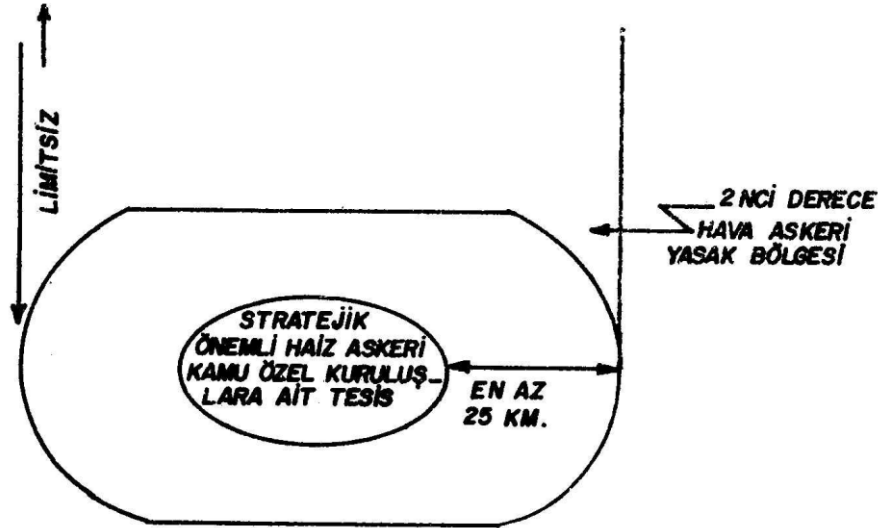 LİMİTSİZ
2 NCİ DERECE
HAVA ASKERİ
YASAK BÖLGESİ
STRATEJİK
ÖNEMLİ HAİZ ASKERİ
KAMU ÖZEL KURULUŞ_
LARA AİT TESİS
EN AZ
25 KM.